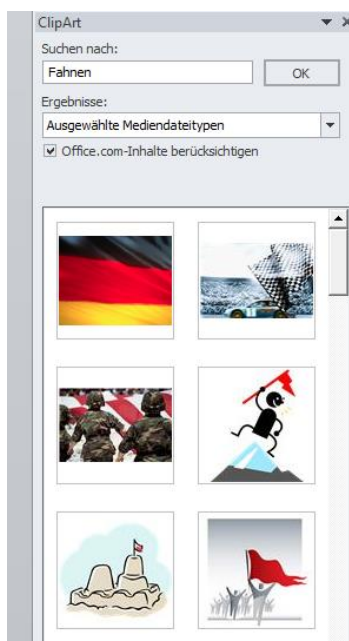 ClipArt
Suchen nach:
Fahnen
OK
Ergebnisse:
Ausgewählte Mediendateitypen
Office.com-Inhalte berücksichtigen